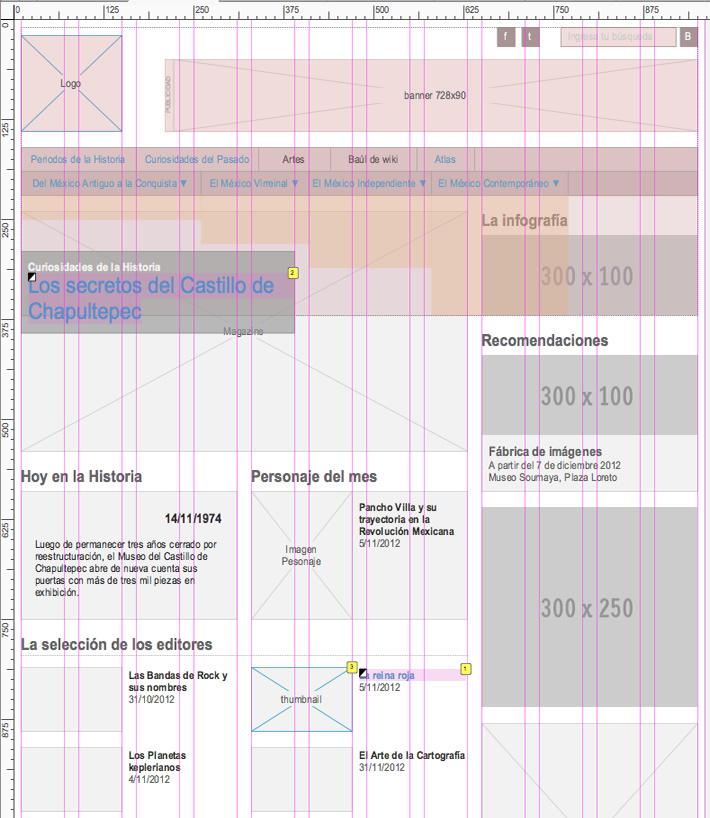 0 125 250 375 500 625 750 875
0
125
250
375
500
625
750
875
f t Ingresa tu búsqueda B
Logo
PUBLICIDAD
banner 728x90
Periodos de la Historia Curiosidades del Pasado Artes Baúl de wiki Atlas
Del México Antiguo a la Conquista ▼ El México Virreinal ▼ El México Independiente ▼ El México Contemporáneo ▼
La infografía
300 x 100
Curiosidades de la Historia
2
Los secretos del Castillo de
Chapultepec
Magazine
Recomendaciones
300 x 100
Fábrica de imágenes
A partir del 7 de diciembre 2012
Museo Soumaya, Plaza Loreto
Hoy en la Historia
14/11/1974
Luego de permanecer tres años cerrado por
reestructuración, el Museo del Castillo de
Chapultepec abre de nueva cuenta sus
puertas con más de tres mil piezas en
exhibición.
Personaje del mes
Imagen
Pesonaje
Pancho Villa y su
trayectoria en la
Revolución Mexicana
5/11/2012
300 x 250
La selección de los editores
Las Bandas de Rock y
sus nombres
31/10/2012
thumbnail
3
La reina roja
1
5/11/2012
Los Planetas
keplerianos
4/11/2012
El Arte de la Cartografía
31/11/2012